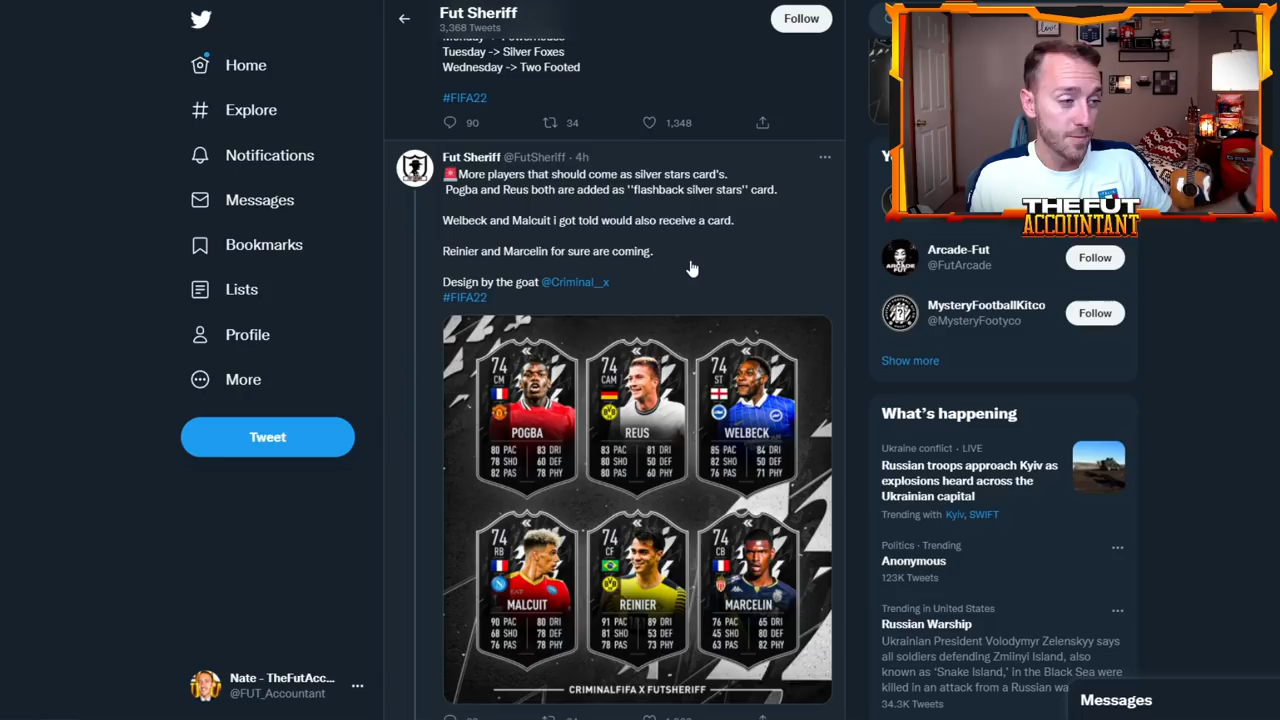 Fut Sheriff
3,368 Tweets
Follow
Tuesday -> Silver Foxes
Wednesday -> Two Footed
#FIFA22
90
34
1,348
Home
Explore
Notifications
Messages
Bookmarks
Lists
Profile
More
Tweet
Nate - TheFutAcc...
@FUT_Accountant
Fut Sheriff @FutSheriff · 4h
🚨More players that should come as silver stars card's.
Pogba and Reus both are added as ''flashback silver stars'' card.
Welbeck and Malcuit i got told would also receive a card.
Reinier and Marcelin for sure are coming.
Design by the goat @Criminal__x
#FIFA22
74
CM
POGBA
80 PAC 83 DRI
78 SHO 60 DEF
82 PAS 78 PHY
74
CAM
REUS
83 PAC 81 DRI
80 SHO 50 DEF
80 PAS 60 PHY
74
ST
WELBECK
85 PAC 84 DRI
82 SHO 50 DEF
76 PAS 71 PHY
74
RB
MALCUIT
90 PAC 80 DRI
68 SHO 78 DEF
76 PAS 76 PHY
74
CF
REINIER
91 PAC 89 DRI
81 SHO 53 DEF
78 PAS 73 PHY
74
CB
MARCELIN
76 PAC 65 DRI
45 SHO 80 DEF
63 PAS 82 PHY
CRIMINALFIFA X FUTSHERIFF
THE FUT
ACCOUNTANT
Arcade-Fut
@FutArcade
Follow
MysteryFootballKitco
@MysteryFootyco
Follow
Show more
What's happening
Ukraine conflict · LIVE
Russian troops approach Kyiv as
explosions heard across the
Ukrainian capital
Trending with Kyiv, SWIFT
Politics · Trending
Anonymous
123K Tweets
Trending in United States
Russian Warship
Ukrainian President Volodymyr Zelenskyy says
all soldiers defending Zmiinyi Island, also
known as 'Snake Island,' in the Black Sea were
killed in an attack from a Russian
34.3K Tweets
Messages